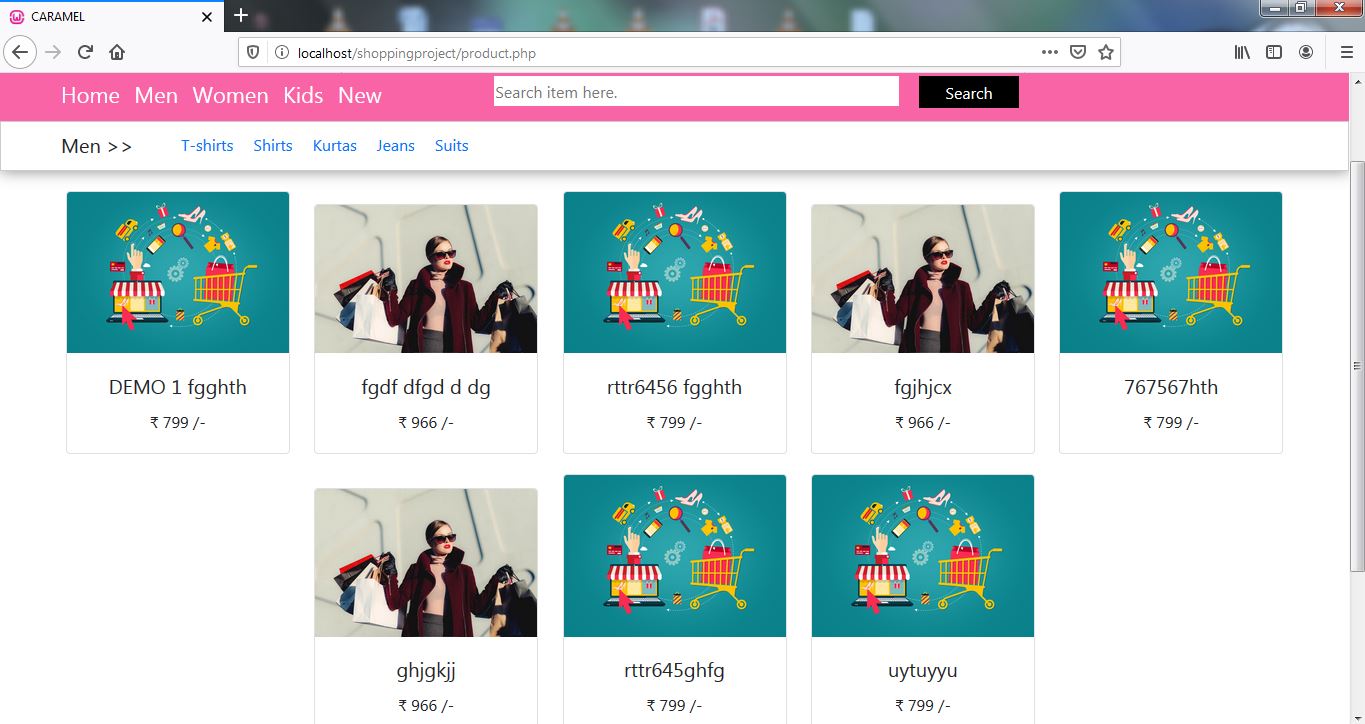 CARAMEL
localhost/shoppingproject/product.php
Home Men Women Kids New Search item here. Search
Men >> T-shirts Shirts Kurtas Jeans Suits
DEMO 1 fgghth fgdf dfgd d dg rttr6456 fgghth fgjhjcx 767567hth
₹ 799 /- ₹ 966 /- ₹ 799 /- ₹ 966 /- ₹ 799 /-
ghjgkjj rttr645ghfg uytuyyu
₹ 966 /- ₹ 799 /- ₹ 799 /-